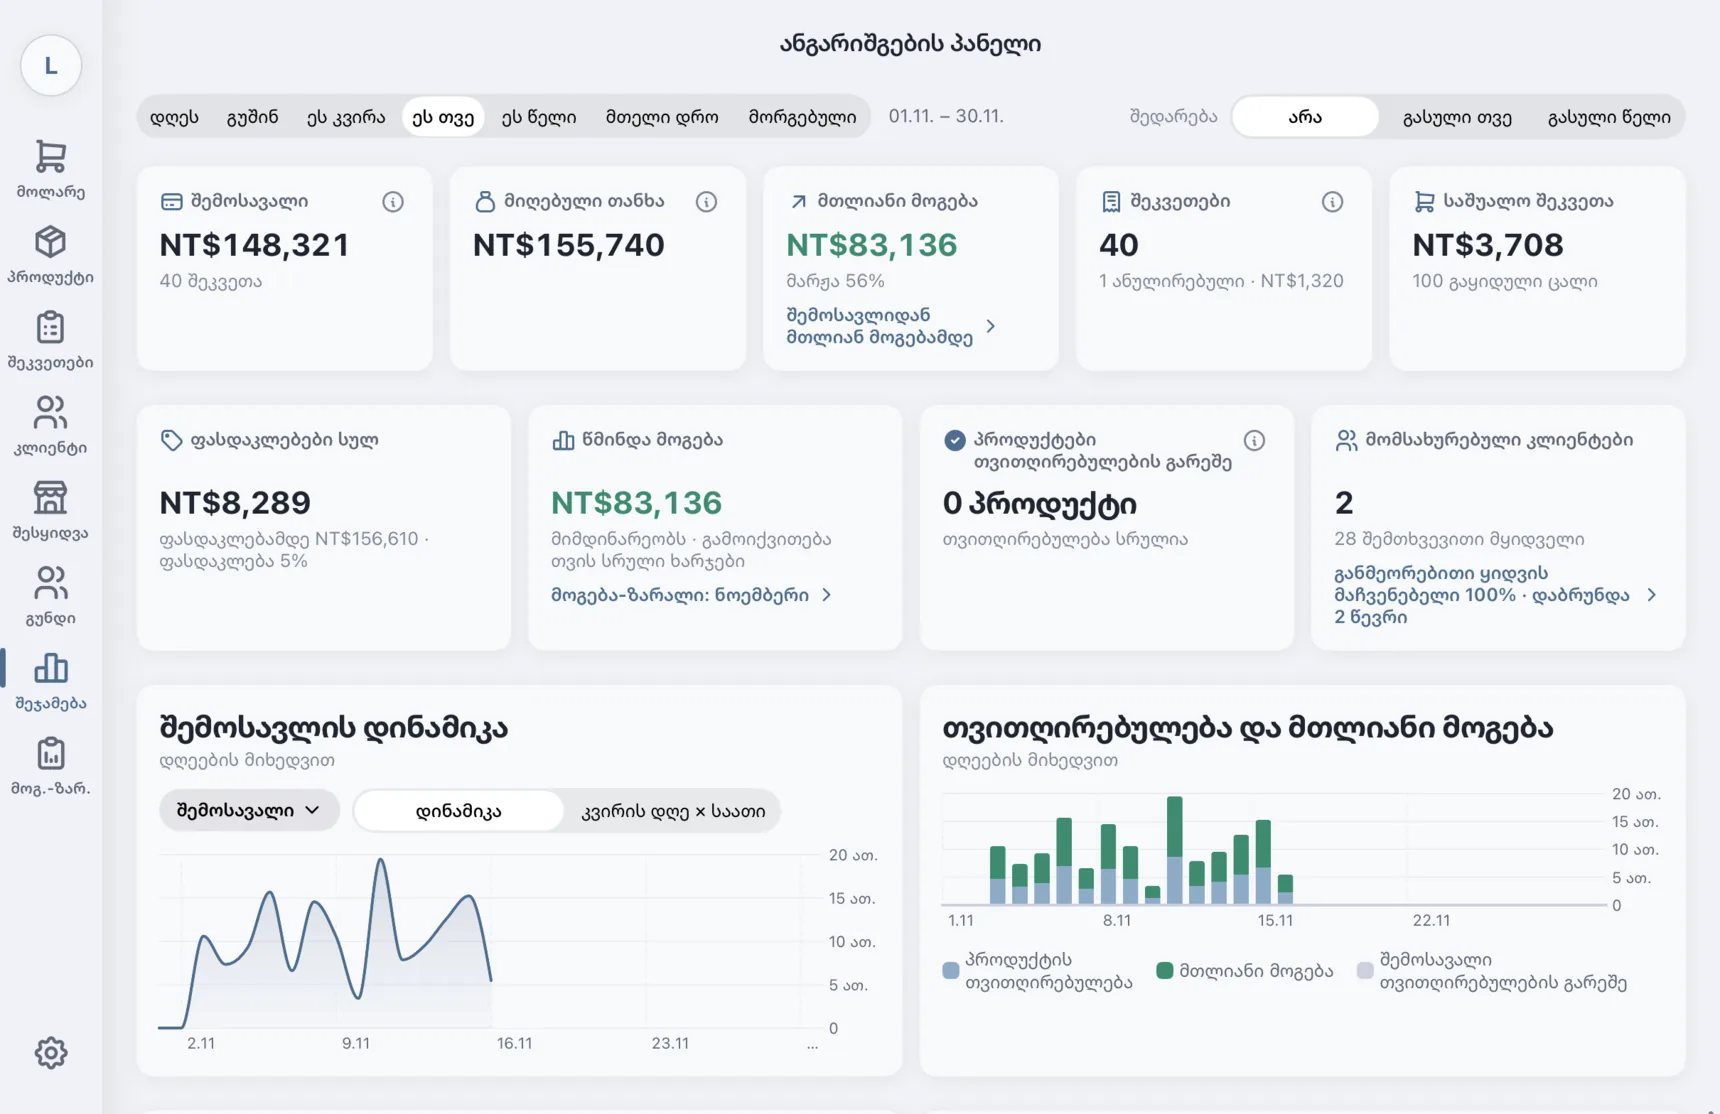 L
მოლარე
პროდუქტი
შეკვეთები
კლიენტი
შესყიდვა
გუნდი
შეჯამება
მოგ.-ზარ.
ანგარიშგების პანელი
დღეს გუშინ ეს კვირა ეს თვე ეს წელი მთელი დრო მორგებული 01.11. – 30.11. შედარება არა გასული თვე გასული წელი
შემოსავალი
NT$148,321
40 შეკვეთა
მიღებული თანხა
NT$155,740
მთლიანი მოგება
NT$83,136
მარჟა 56%
შემოსავლიდან
მთლიან მოგებამდე
შეკვეთები
40
1 ანულირებული · NT$1,320
საშუალო შეკვეთა
NT$3,708
100 გაყიდული ცალი
ფასდაკლებები სულ
NT$8,289
ფასდაკლებამდე NT$156,610 ·
ფასდაკლება 5%
წმინდა მოგება
NT$83,136
მიმდინარეობს · გამოიქვითება
თვის სრული ხარჯები
მოგება-ზარალი: ნოემბერი
პროდუქტები
თვითღირებულების გარეშე
0 პროდუქტი
თვითღირებულება სრულია
მომსახურებული კლიენტები
2
28 შემთხვევითი მყიდველი
განმეორებითი ყიდვის
მაჩვენებელი 100% · დაბრუნდა
2 წევრი
შემოსავლის დინამიკა
დღეების მიხედვით
შემოსავალი დინამიკა კვირის დღე × საათი
20 ათ.
15 ათ.
10 ათ.
5 ათ.
0
2.11 9.11 16.11 23.11 ...
თვითღირებულება და მთლიანი მოგება
დღეების მიხედვით
20 ათ.
15 ათ.
10 ათ.
5 ათ.
0
1.11 8.11 15.11 22.11
პროდუქტის
თვითღირებულება
მთლიანი მოგება
შემოსავალი
თვითღირებულების გარეშე